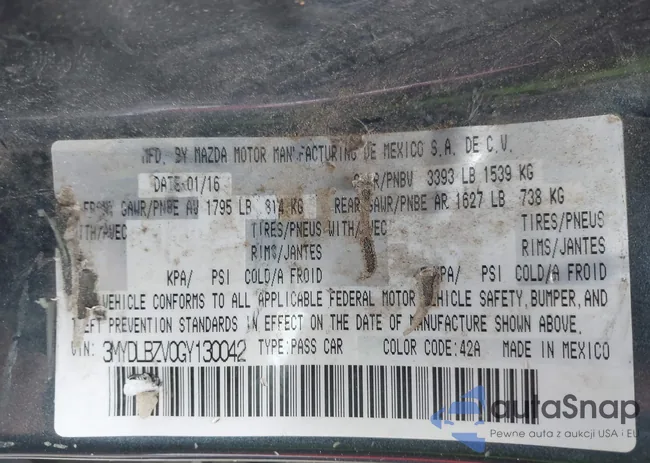 MFD. BY MAZDA MOTOR MANUFACTURING DE MEXICO S.A. DE C.V.
DATE 01/16 GVWR/PNBV 3393 LB 1539 KG
FRONT GAWR/PNBE AV 1795 LB 814 KG REAR GAWR/PNBE AR 1627 LB 738 KG
WITH/AVEC TIRES/PNEUS WITH/AVEC TIRES/PNEUS
RIMS/JANTES RIMS/JANTES
KPA/ PSI COLD/A FROID KPA/ PSI COLD/A FROID
VEHICLE CONFORMS TO ALL APPLICABLE FEDERAL MOTOR VEHICLE SAFETY, BUMPER, AND
THEFT PREVENTION STANDARDS IN EFFECT ON THE DATE OF MANUFACTURE SHOWN ABOVE.
VIN: 3MYDLBZV0GY130042 TYPE:PASS CAR COLOR CODE:42A MADE IN MEXICO
autaSnap
Pewne auta z aukcji USA i EU